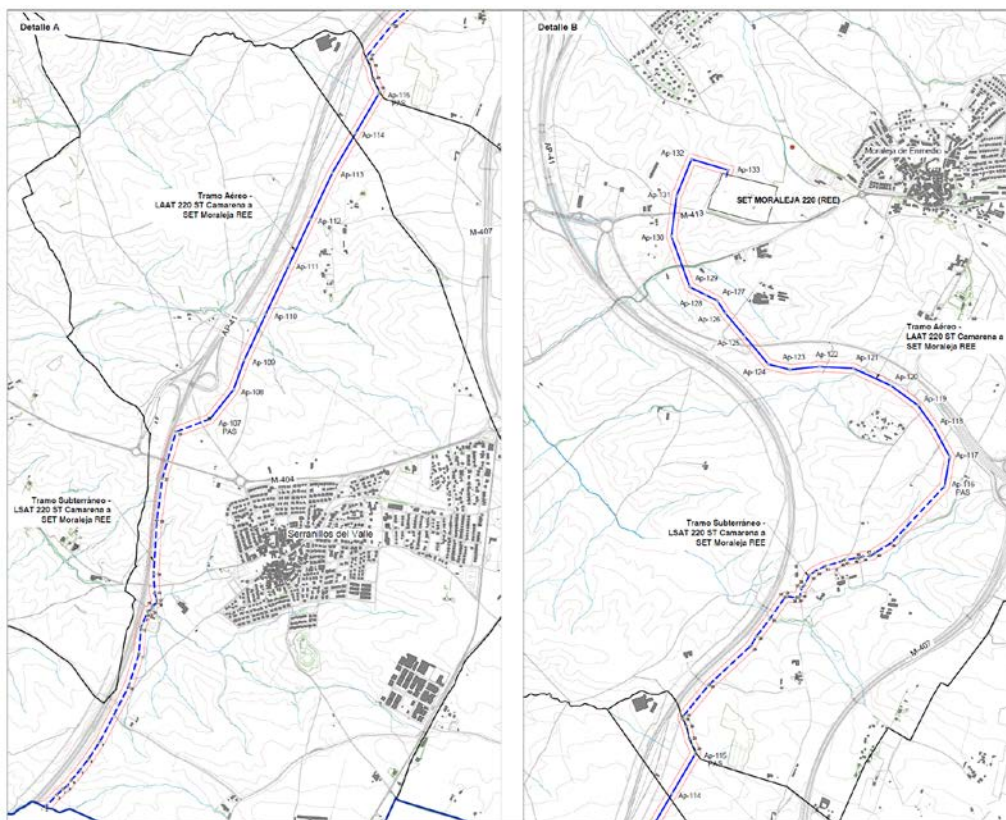 Detalle A
Ap-115
PAS
Ap-114
Ap-113
Tramo Aéreo -
LAAT 220 ST Camarena a
SET Moraleja REE
Ap-112
M-407
Ap-111
Ap-110
AP-41
Ap-109
Ap-108
Ap-107
PAS
M-404
Tramo Subterráneo -
LSAT 220 ST Camarena a
SET Moraleja REE
Serranillos del Valle
Detalle B
AP-41
Moraleja de Enmedio
Ap-132
Ap-133
Ap-131
SET MORALEJA 220 (REE)
M-413
Ap-130
Ap-129
Ap-128
Ap-127
Ap-126
Tramo Aéreo -
LAAT 220 ST Camarena a
SET Moraleja REE
Ap-125
Ap-124
Ap-123
Ap-122
Ap-121
Ap-120
Ap-119
Ap-118
Ap-117
Ap-116
PAS
Tramo Subterráneo -
LSAT 220 ST Camarena a
SET Moraleja REE
M-407
Ap-115
PAS
Ap-114